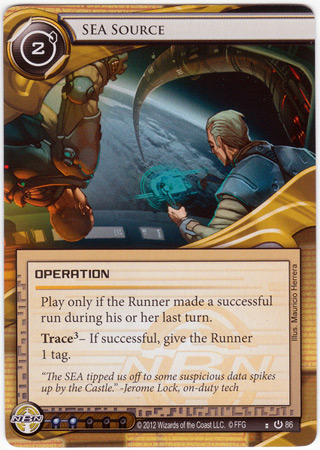 2
SEA SOURCE
OPERATION
Play only if the Runner made a successful
run during his or her last turn.
Trace³– If successful, give the Runner
1 tag.
"The SEA tipped us off to some suspicious data spikes
up by the Castle." -Jerome Lock, on-duty tech
Illus. Mauricio Herrera
NBN
NBN
© 2012 Wizards of the Coast LLC. © FFG
86